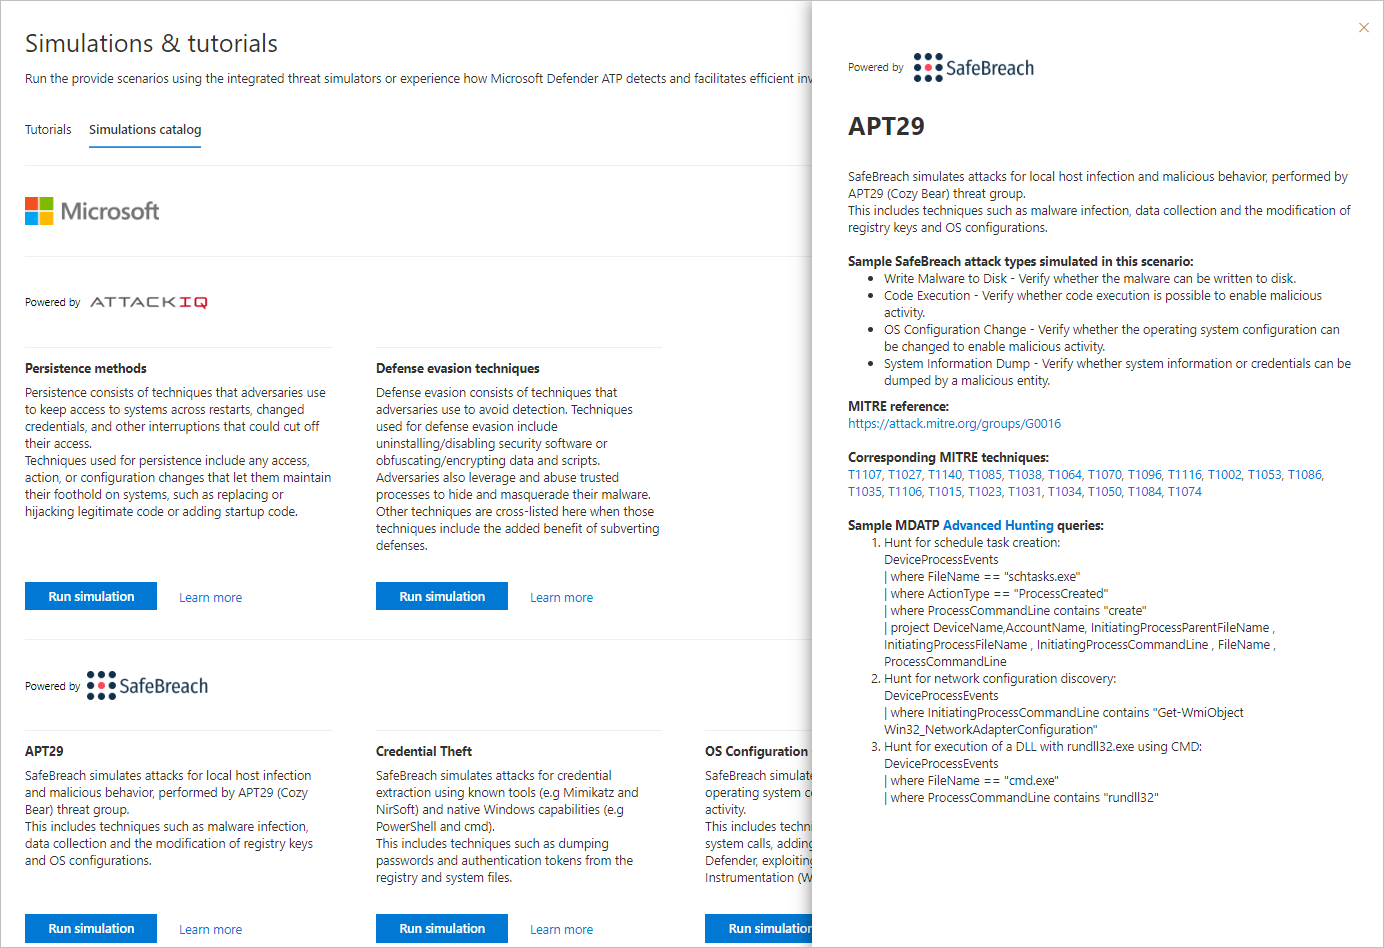 Simulations & tutorials
Run the provide scenarios using the integrated threat simulators or experience how Microsoft Defender ATP detects and facilitates efficient inv
Tutorials
Simulations catalog
Microsoft
Powered by ATTACKIQ
Persistence methods
Persistence consists of techniques that adversaries use
to keep access to systems across restarts, changed
credentials, and other interruptions that could cut off
their access.
Techniques used for persistence include any access,
action, or configuration changes that let them maintain
their foothold on systems, such as replacing or
hijacking legitimate code or adding startup code.
Run simulation
Learn more
Defense evasion techniques
Defense evasion consists of techniques that
adversaries use to avoid detection. Techniques
used for defense evasion include
uninstalling/disabling security software or
obfuscating/encrypting data and scripts.
Adversaries also leverage and abuse trusted
processes to hide and masquerade their malware.
Other techniques are cross-listed here when those
techniques include the added benefit of subverting
defenses.
Run simulation
Learn more
Powered by SafeBreach
APT29
SafeBreach simulates attacks for local host infection
and malicious behavior, performed by APT29 (Cozy
Bear) threat group.
This includes techniques such as malware infection,
data collection and the modification of registry keys
and OS configurations.
Run simulation
Learn more
Credential Theft
SafeBreach simulates attacks for credential
extraction using known tools (e.g Mimikatz and
NirSoft) and native Windows capabilities (e.g
PowerShell and cmd).
This includes techniques such as dumping
passwords and authentication tokens from the
registry and system files.
Run simulation
Learn more
OS Configuration
SafeBreach simulate
operating system co
activity.
This includes techni
system calls, adding
Defender, exploiting
Instrumentation (W
Run simulation
Powered by SafeBreach
APT29
SafeBreach simulates attacks for local host infection and malicious behavior, performed by
APT29 (Cozy Bear) threat group.
This includes techniques such as malware infection, data collection and the modification of
registry keys and OS configurations.
Sample SafeBreach attack types simulated in this scenario:
• Write Malware to Disk - Verify whether the malware can be written to disk.
• Code Execution - Verify whether code execution is possible to enable malicious
activity.
• OS Configuration Change - Verify whether the operating system configuration can
be changed to enable malicious activity.
• System Information Dump - Verify whether system information or credentials can be
dumped by a malicious entity.
MITRE reference:
https://attack.mitre.org/groups/G0016
Corresponding MITRE techniques:
T1107, T1027, T1140, T1085, T1038, T1064, T1070, T1096, T1116, T1002, T1053, T1086,
T1035, T1106, T1015, T1023, T1031, T1034, T1050, T1084, T1074
Sample MDATP Advanced Hunting queries:
1. Hunt for schedule task creation:
DeviceProcessEvents
| where FileName == "schtasks.exe"
| where ActionType == "ProcessCreated"
| where ProcessCommandLine contains "create"
| project DeviceName,AccountName, InitiatingProcessParentFileName ,
InitiatingProcessFileName , InitiatingProcessCommandLine , FileName ,
ProcessCommandLine
2. Hunt for network configuration discovery:
DeviceProcessEvents
| where InitiatingProcessCommandLine contains "Get-WmiObject
Win32_NetworkAdapterConfiguration"
3. Hunt for execution of a DLL with rundll32.exe using CMD:
DeviceProcessEvents
| where FileName == "cmd.exe"
| where ProcessCommandLine contains "rundll32"